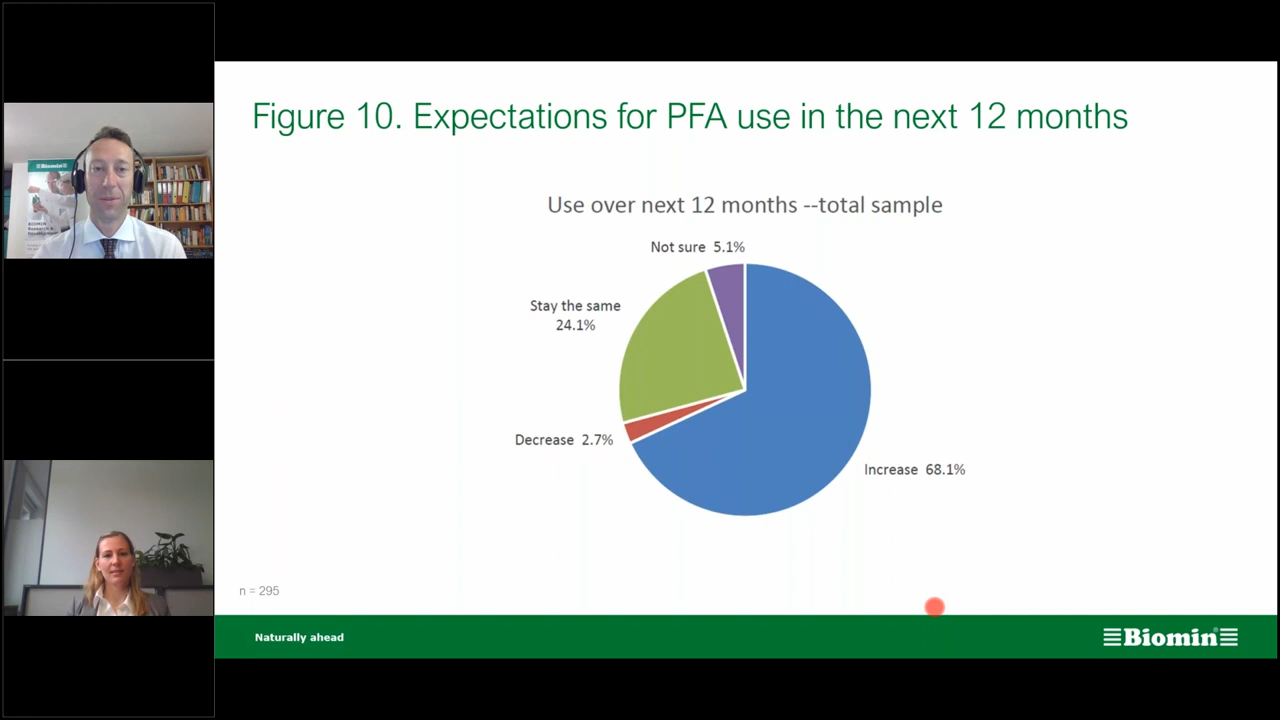 Figure 10. Expectations for PFA use in the next 12 months
Use over next 12 months --total sample
Not sure 5.1%
Stay the same
24.1%
Decrease 2.7%
Increase 68.1%
n = 295
Naturally ahead
Biomin
Biomin